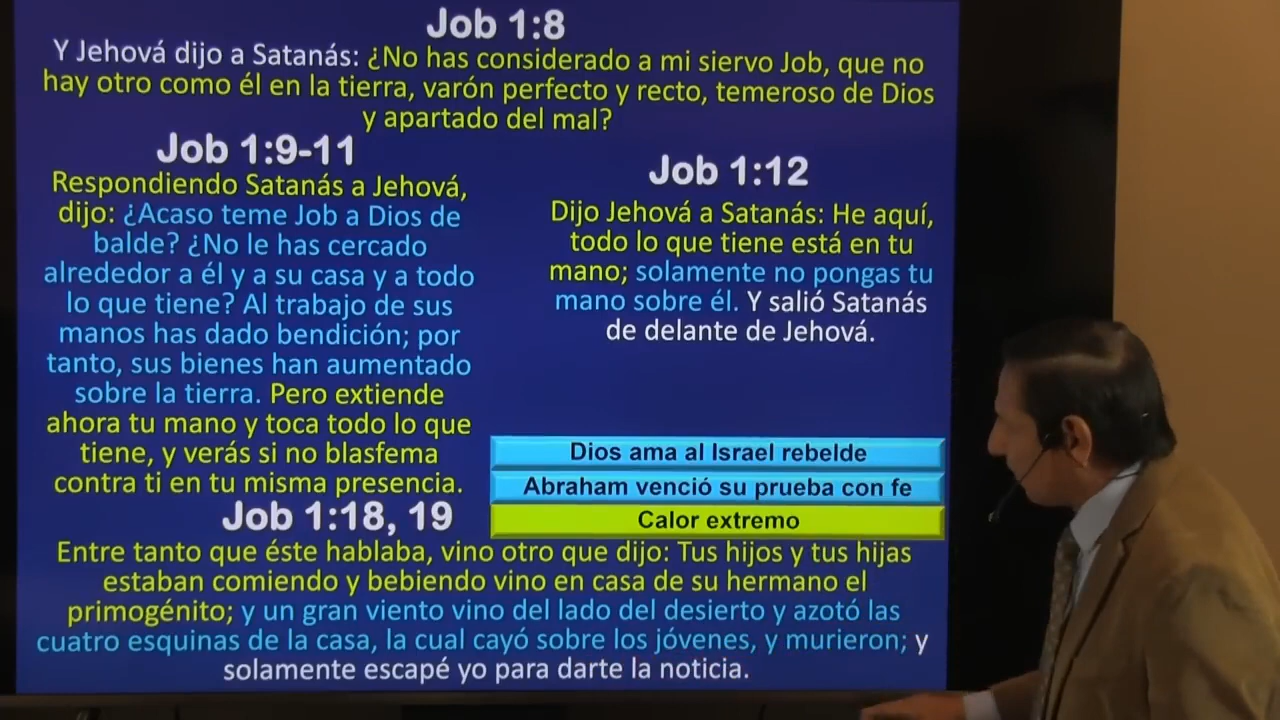 Job 1:8
Y Jehová dijo a Satanás: ¿No has considerado a mi siervo Job, que no
hay otro como él en la tierra, varón perfecto y recto, temeroso de Dios
y apartado del mal?
Job 1:9-11
Respondiendo Satanás a Jehová,
dijo: ¿Acaso teme Job a Dios de
balde? ¿No le has cercado
alrededor a él y a su casa y a todo
lo que tiene? Al trabajo de sus
manos has dado bendición; por
tanto, sus bienes han aumentado
sobre la tierra. Pero extiende
ahora tu mano y toca todo lo que
tiene, y verás si no blasfema
contra ti en tu misma presencia.
Job 1:12
Dijo Jehová a Satanás: He aquí,
todo lo que tiene está en tu
mano; solamente no pongas tu
mano sobre él. Y salió Satanás
de delante de Jehová.
Dios ama al Israel rebelde
Abraham venció su prueba con fe
Calor extremo
Job 1:18, 19
Entre tanto que éste hablaba, vino otro que dijo: Tus hijos y tus hijas
estaban comiendo y bebiendo vino en casa de su hermano el
primogénito; y un gran viento vino del lado del desierto y azotó las
cuatro esquinas de la casa, la cual cayó sobre los jóvenes, y murieron; y
solamente escapé yo para darte la noticia.